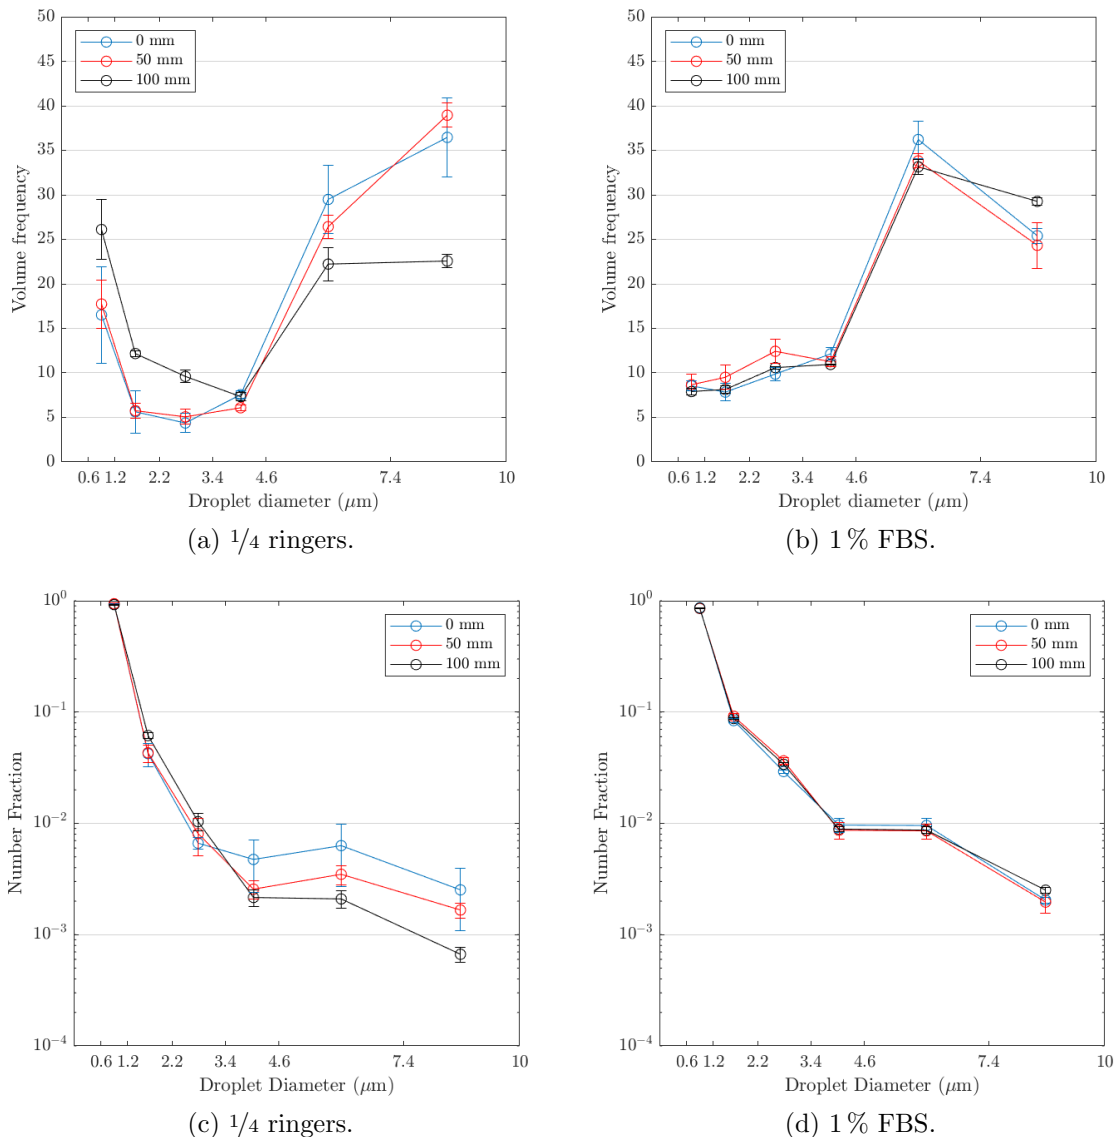 50
45
40
35
30
25
20
15
10
5
0
Volume frequency
0 mm
50 mm
100 mm
0.6 1.2 2.2 3.4 4.6 7.4 10
Droplet diameter (μm)
(a) 1/4 ringers.
50
45
40
35
30
25
20
15
10
5
0
Volume frequency
0 mm
50 mm
100 mm
0.6 1.2 2.2 3.4 4.6 7.4 10
Droplet diameter (μm)
(b) 1 % FBS.
10⁰
10⁻¹
10⁻²
10⁻³
10⁻⁴
Number Fraction
0 mm
50 mm
100 mm
0.6 1.2 2.2 3.4 4.6 7.4 10
Droplet Diameter (μm)
(c) 1/4 ringers.
10⁰
10⁻¹
10⁻²
10⁻³
10⁻⁴
Number Fraction
0 mm
50 mm
100 mm
0.6 1.2 2.2 3.4 4.6 7.4 10
Droplet Diameter (μm)
(d) 1 % FBS.